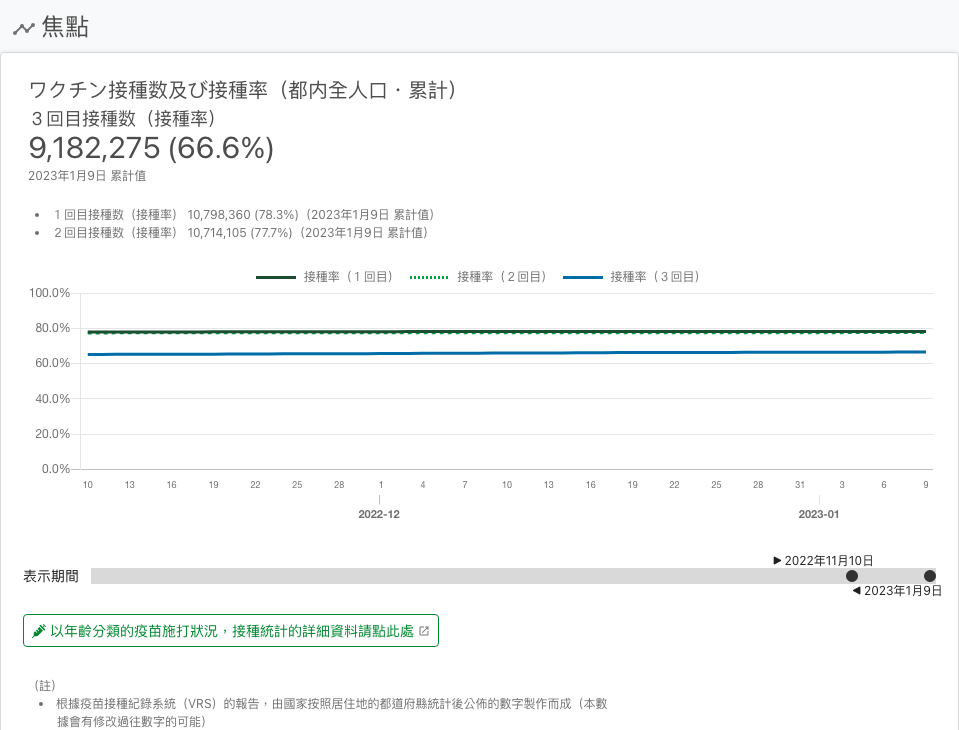 焦點
ワクチン接種数及び接種率（都内全人口・累計）
３回目接種数（接種率）
9,182,275 (66.6%)
2023年1月9日 累計值
• １回目接種数（接種率） 10,798,360 (78.3%)（2023年1月9日 累計值）
• ２回目接種数（接種率） 10,714,105 (77.7%)（2023年1月9日 累計值）
接種率（１回目） 接種率（２回目） 接種率（３回目）
100.0%
80.0%
60.0%
40.0%
20.0%
0.0%
10 13 16 19 22 25 28 1 4 7 10 13 16 19 22 25 28 31 3 6 9
2022-12 2023-01
▶ 2022年11月10日
表示期間
◀ 2023年1月9日
以年齡分類的疫苗施打狀況，接種統計的詳細資料請點此處
（註）
• 根據疫苗接種紀錄系統（VRS）的報告，由國家按照居住地的都道府縣統計後公佈的數字製作而成（本數
據會有修改過往數字的可能）